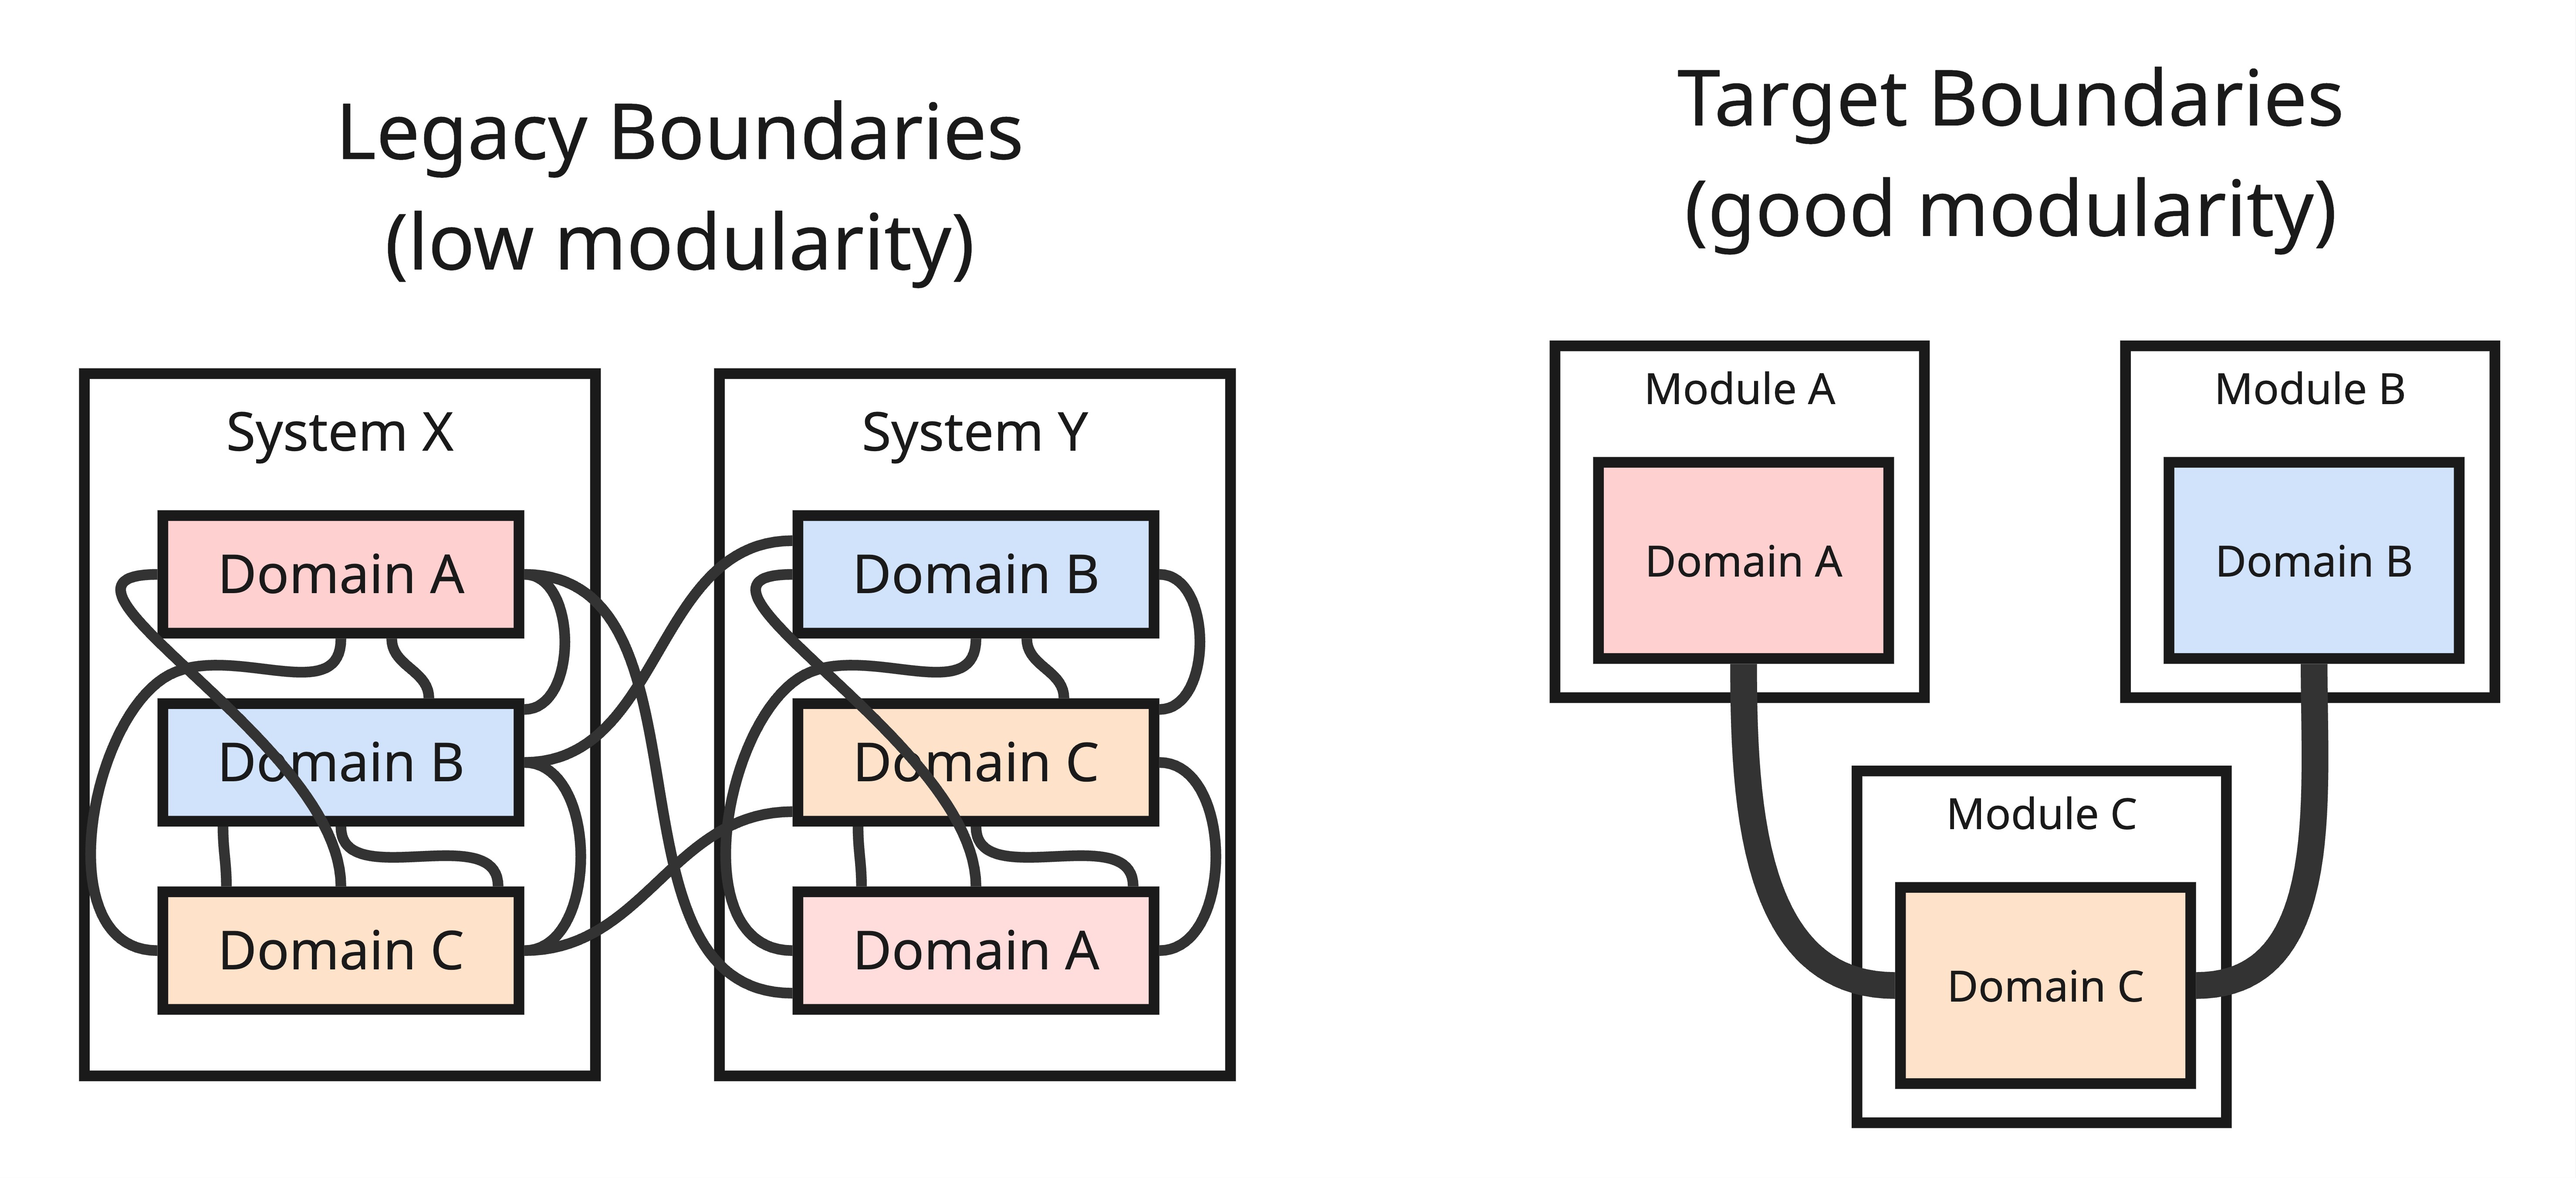 Legacy Boundaries
(low modularity)
System X
Domain A
Domain B
Domain C
System Y
Domain B
Domain C
Domain A
Target Boundaries
(good modularity)
Module A
Domain A
Module B
Domain B
Module C
Domain C